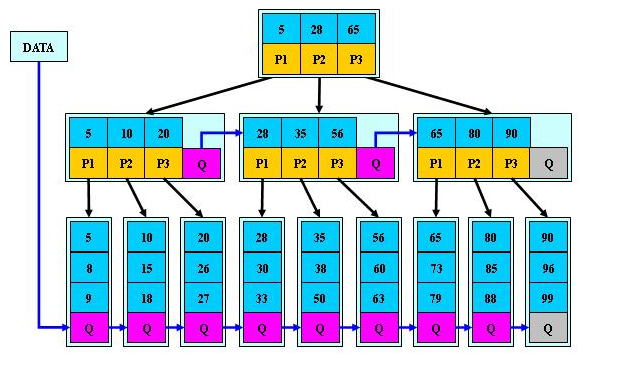 5 28 65
DATA
P1 P2 P3
5 10 20 28 35 56 65 80 90
P1 P2 P3 Q P1 P2 P3 Q P1 P2 P3 Q
5 10 20 28 35 56 65 80 90
8 15 26 30 38 60 73 85 96
9 18 27 33 50 63 79 88 99
Q Q Q Q Q Q Q Q Q